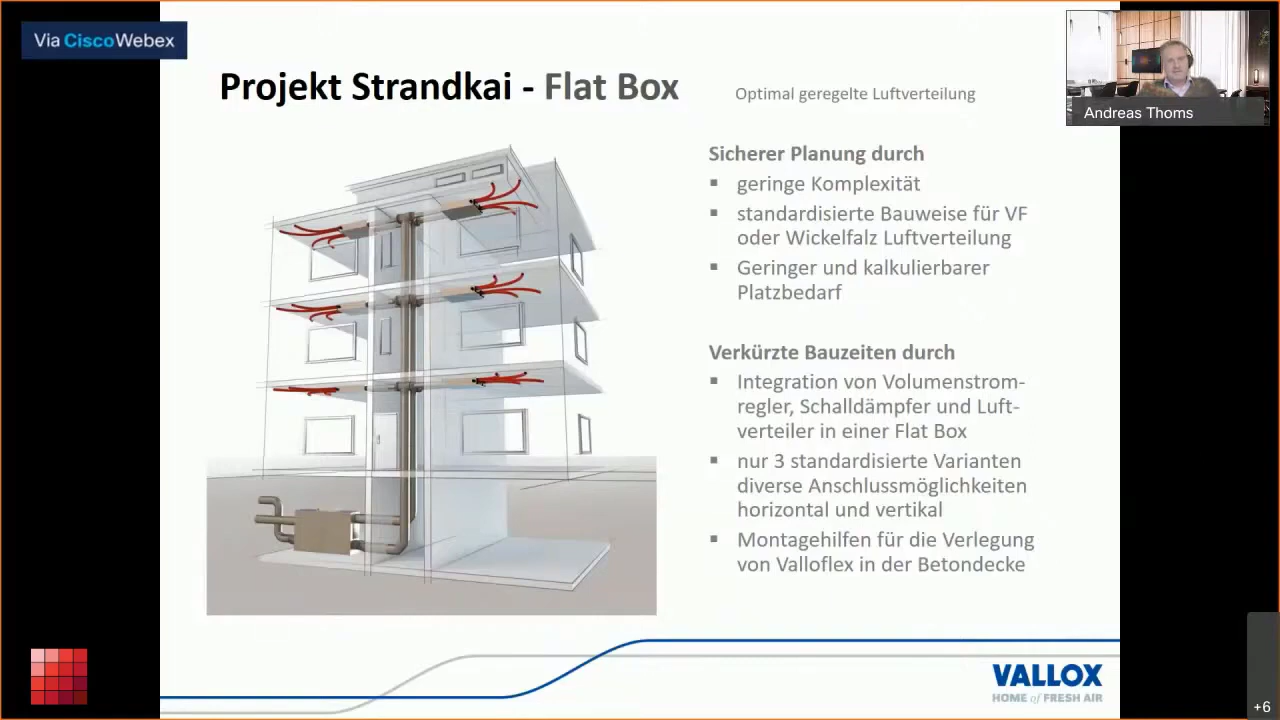 Via CiscoWebex
Projekt Strandkai - Flat Box
Optimal geregelte Luftverteilung
Andreas Thoms
Sicherer Planung durch
▪ geringe Komplexität
▪ standardisierte Bauweise für VF
oder Wickelfalz Luftverteilung
▪ Geringer und kalkulierbarer
Platzbedarf
Verkürzte Bauzeiten durch
▪ Integration von Volumenstrom-
regler, Schalldämpfer und Luft-
verteiler in einer Flat Box
▪ nur 3 standardisierte Varianten
diverse Anschlussmöglichkeiten
horizontal und vertikal
▪ Montagehilfen für die Verlegung
von Valloflex in der Betondecke
VALLOX
HOME of FRESH AIR
+6